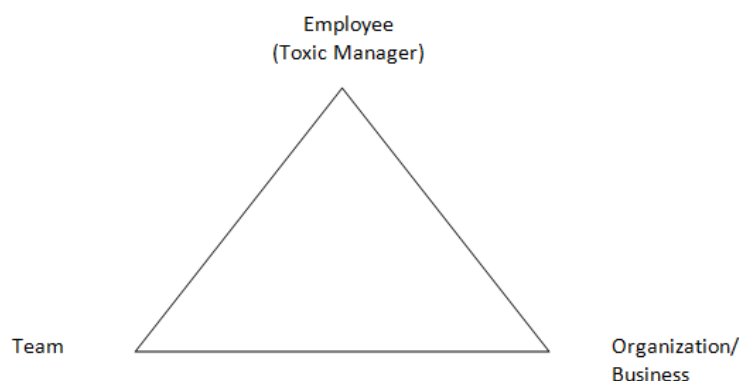 Employee
(Toxic Manager)
Team
Organization/
Business